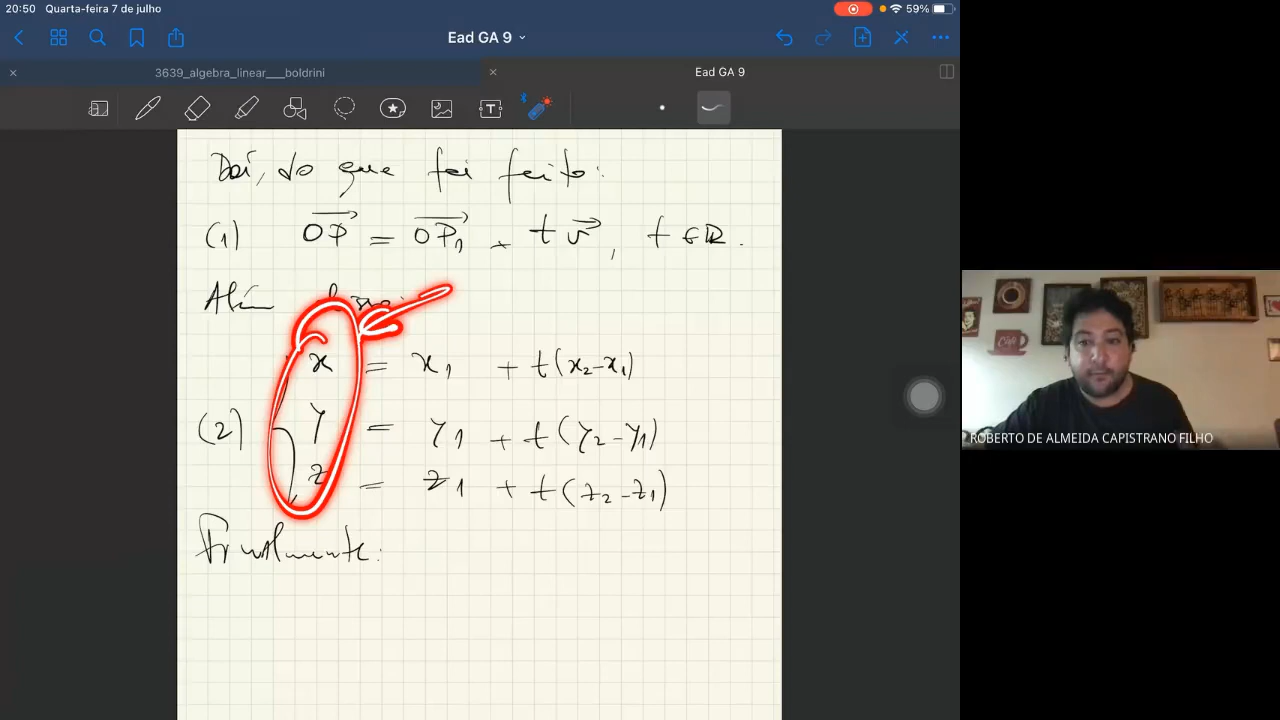 20:50 Quarta-feira 7 de julho
59%
Ead GA 9
3639_algebra_linear___boldrini
Ead GA 9
Daí, do que foi feito:
(1) OP = OP₁ + t v, t ∈ ℝ.
Além disso:
x = x₁ + t(x₂-x₁)
(2) y = y₁ + t(y₂-y₁)
z = z₁ + t(z₂-z₁)
Finalmente:
ROBERTO DE ALMEIDA CAPISTRANO FILHO